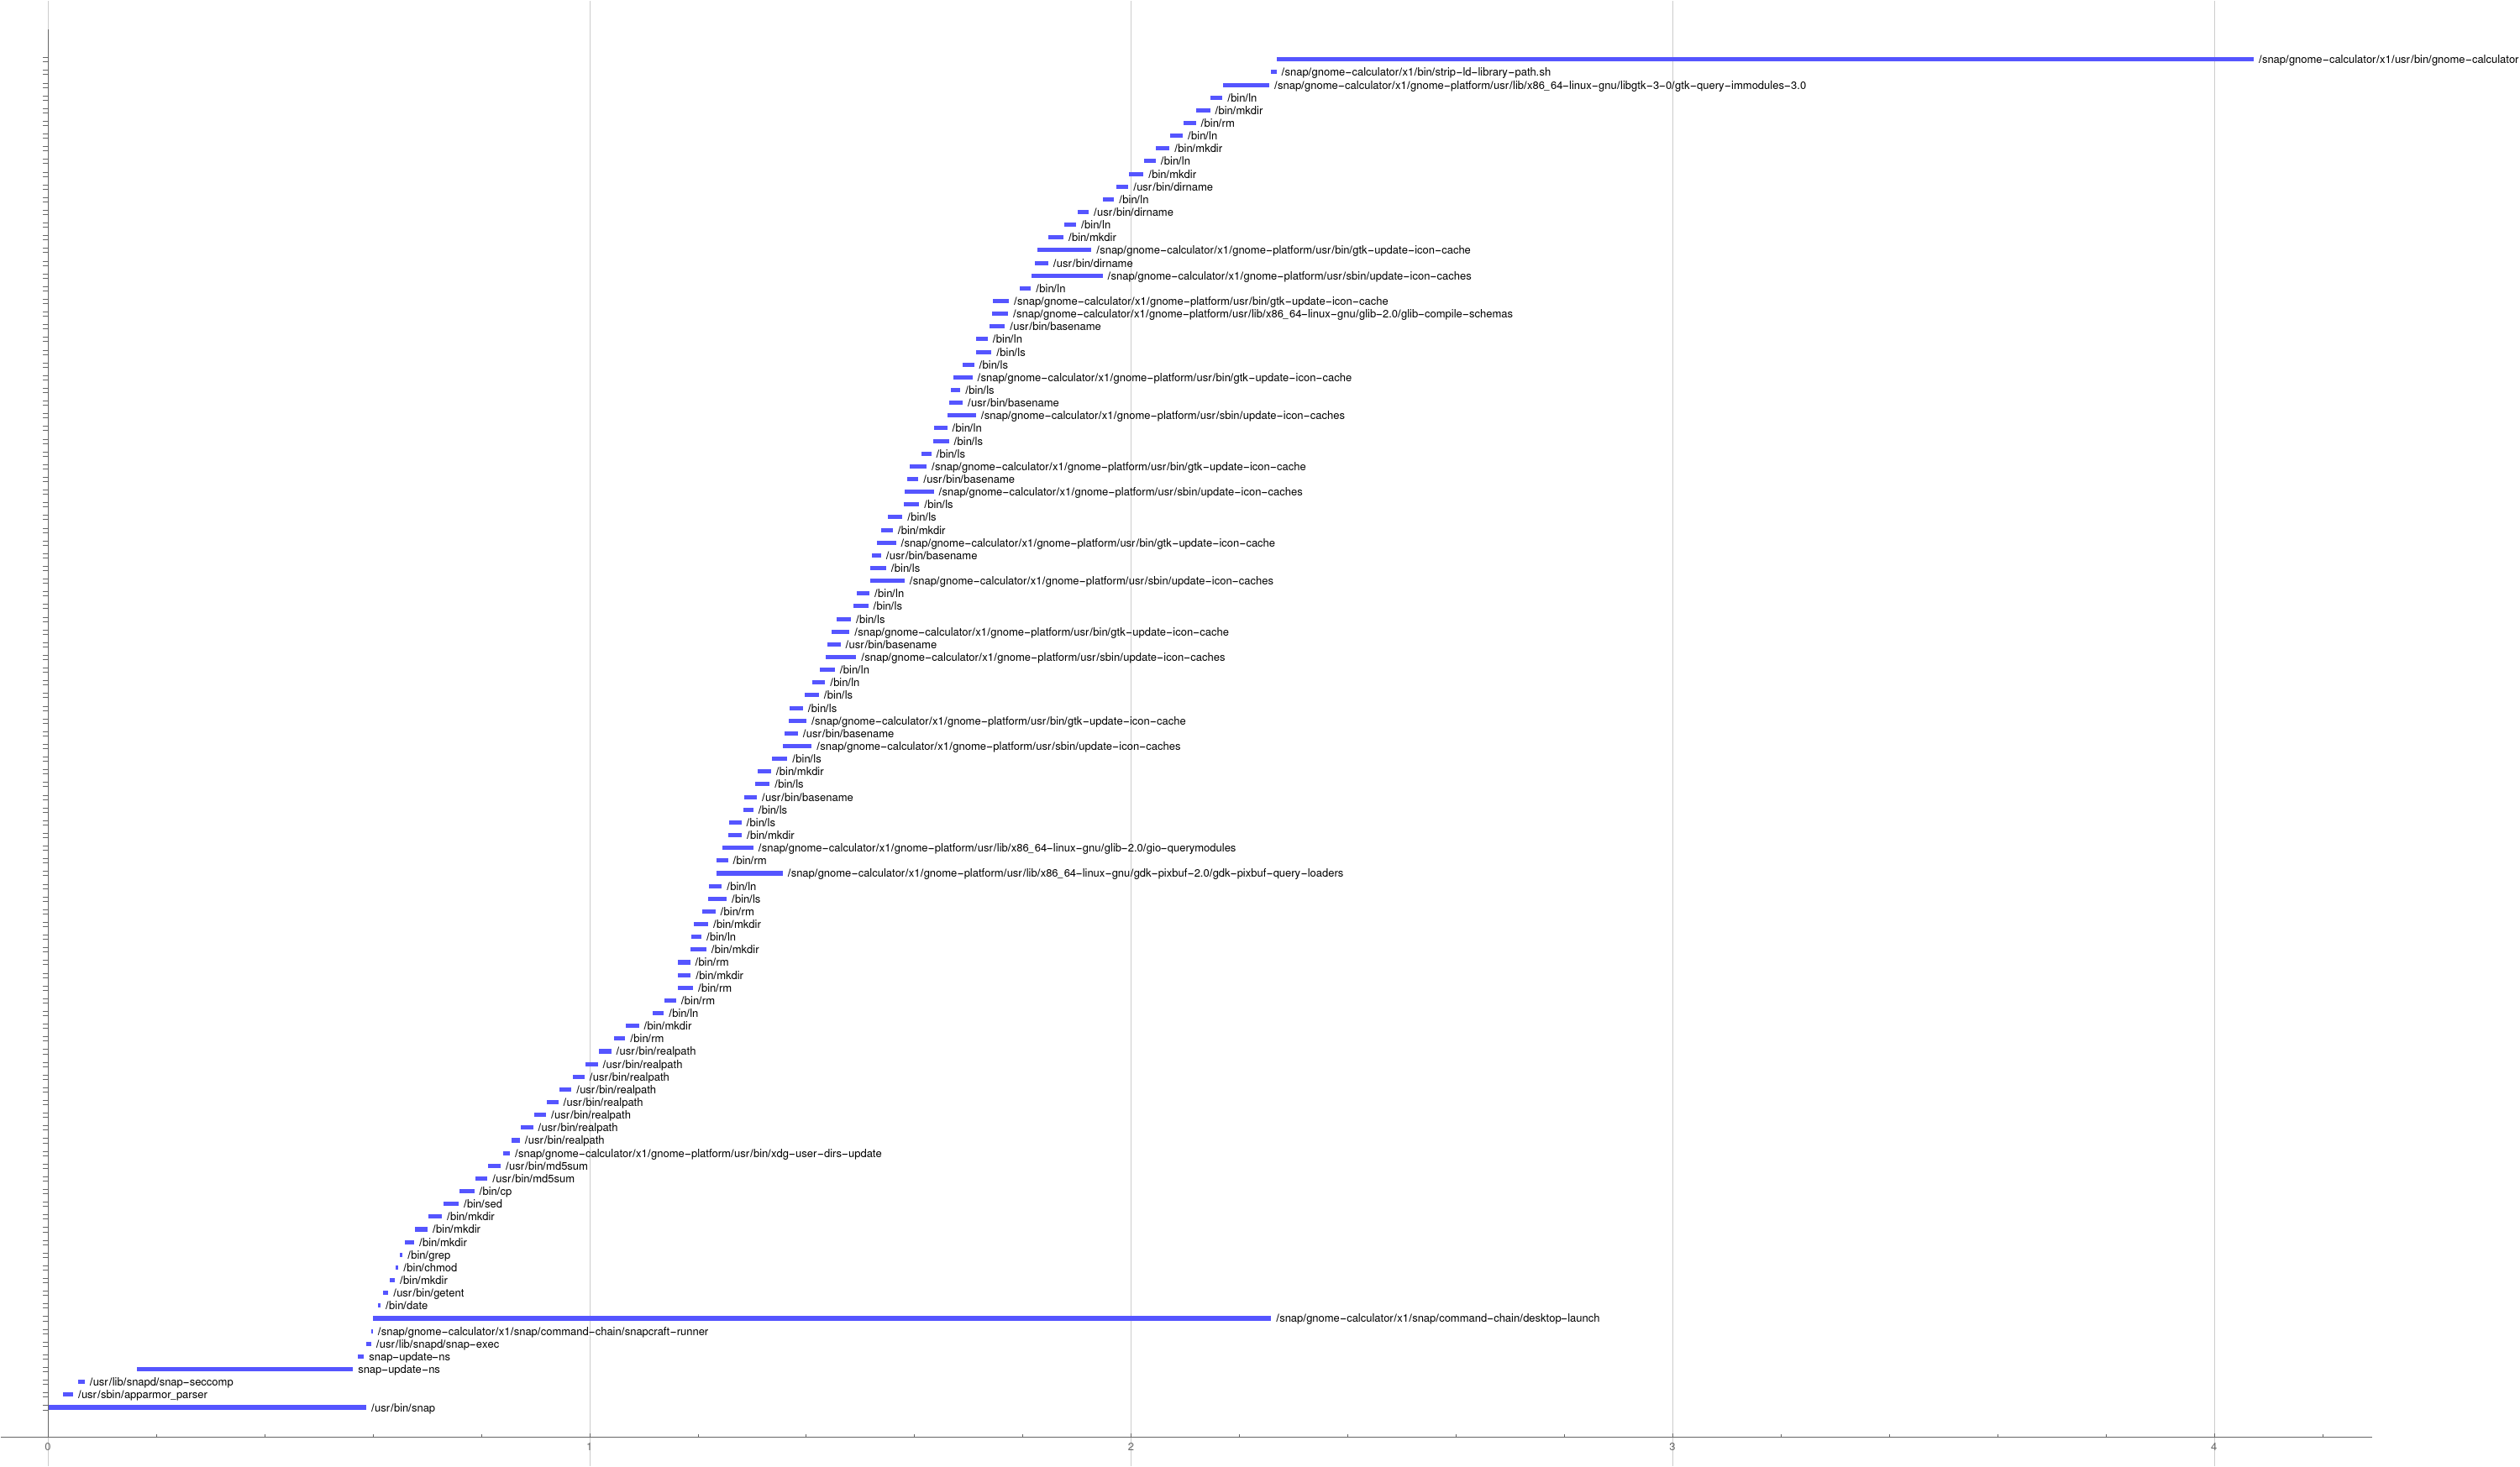 /snap/gnome-calculator/x1/usr/bin/gnome-calculator
/snap/gnome-calculator/x1/bin/strip-ld-library-path.sh
/snap/gnome-calculator/x1/gnome-platform/usr/lib/x86_64-linux-gnu/libgtk-3-0/gtk-query-immodules-3.0
/bin/ln
/bin/mkdir
/bin/rm
/bin/ln
/bin/mkdir
/bin/ln
/bin/mkdir
/usr/bin/dirname
/bin/ln
/usr/bin/dirname
/bin/ln
/bin/mkdir
/snap/gnome-calculator/x1/gnome-platform/usr/bin/gtk-update-icon-cache
/usr/bin/dirname
/snap/gnome-calculator/x1/gnome-platform/usr/sbin/update-icon-caches
/bin/ln
/snap/gnome-calculator/x1/gnome-platform/usr/bin/gtk-update-icon-cache
/snap/gnome-calculator/x1/gnome-platform/usr/lib/x86_64-linux-gnu/glib-2.0/glib-compile-schemas
/usr/bin/basename
/bin/ln
/bin/ls
/bin/ls
/snap/gnome-calculator/x1/gnome-platform/usr/bin/gtk-update-icon-cache
/bin/ls
/usr/bin/basename
/snap/gnome-calculator/x1/gnome-platform/usr/sbin/update-icon-caches
/bin/ln
/bin/ls
/bin/ls
/snap/gnome-calculator/x1/gnome-platform/usr/bin/gtk-update-icon-cache
/usr/bin/basename
/snap/gnome-calculator/x1/gnome-platform/usr/sbin/update-icon-caches
/bin/ls
/bin/ls
/bin/mkdir
/snap/gnome-calculator/x1/gnome-platform/usr/bin/gtk-update-icon-cache
/usr/bin/basename
/bin/ls
/snap/gnome-calculator/x1/gnome-platform/usr/sbin/update-icon-caches
/bin/ln
/bin/ls
/bin/ls
/snap/gnome-calculator/x1/gnome-platform/usr/bin/gtk-update-icon-cache
/usr/bin/basename
/snap/gnome-calculator/x1/gnome-platform/usr/sbin/update-icon-caches
/bin/ln
/bin/ln
/bin/ls
/bin/ls
/snap/gnome-calculator/x1/gnome-platform/usr/bin/gtk-update-icon-cache
/usr/bin/basename
/snap/gnome-calculator/x1/gnome-platform/usr/sbin/update-icon-caches
/bin/ls
/bin/mkdir
/bin/ls
/usr/bin/basename
/bin/ls
/bin/ls
/bin/mkdir
/snap/gnome-calculator/x1/gnome-platform/usr/lib/x86_64-linux-gnu/glib-2.0/gio-querymodules
/bin/rm
/snap/gnome-calculator/x1/gnome-platform/usr/lib/x86_64-linux-gnu/gdk-pixbuf-2.0/gdk-pixbuf-query-loaders
/bin/ln
/bin/ls
/bin/rm
/bin/mkdir
/bin/ln
/bin/mkdir
/bin/rm
/bin/mkdir
/bin/rm
/bin/rm
/bin/ln
/bin/mkdir
/bin/rm
/usr/bin/realpath
/usr/bin/realpath
/usr/bin/realpath
/usr/bin/realpath
/usr/bin/realpath
/usr/bin/realpath
/usr/bin/realpath
/usr/bin/realpath
/snap/gnome-calculator/x1/gnome-platform/usr/bin/xdg-user-dirs-update
/usr/bin/md5sum
/usr/bin/md5sum
/bin/cp
/bin/sed
/bin/mkdir
/bin/mkdir
/bin/mkdir
/bin/grep
/bin/chmod
/bin/mkdir
/usr/bin/getent
/bin/date
/snap/gnome-calculator/x1/snap/command-chain/desktop-launch
/snap/gnome-calculator/x1/snap/command-chain/snapcraft-runner
/usr/lib/snapd/snap-exec
snap-update-ns
snap-update-ns
/usr/lib/snapd/snap-seccomp
/usr/sbin/apparmor_parser
/usr/bin/snap
0 1 2 3 4